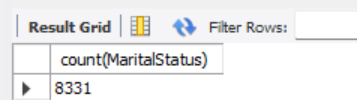 Result Grid Filter Rows:
count(MaritalStatus)
8331